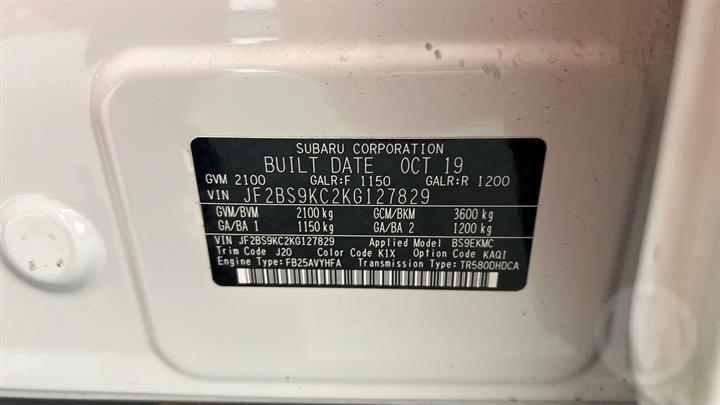 SUBARU CORPORATION
BUILT DATE OCT 19
GVM 2100 GALR:F 1150 GALR:R 1200
VIN JF2BS9KC2KG127829
GVM/BVM 2100 kg GCM/BKM 3600 kg
GA/BA 1 1150 kg GA/BA 2 1200 kg
VIN JF2BS9KC2KG127829 Applied Model BS9EKMC
Trim Code J20 Color Code K1X Option Code KAQI
Engine Type:FB25AVYHFA Transmission Type:TR580DHDCA